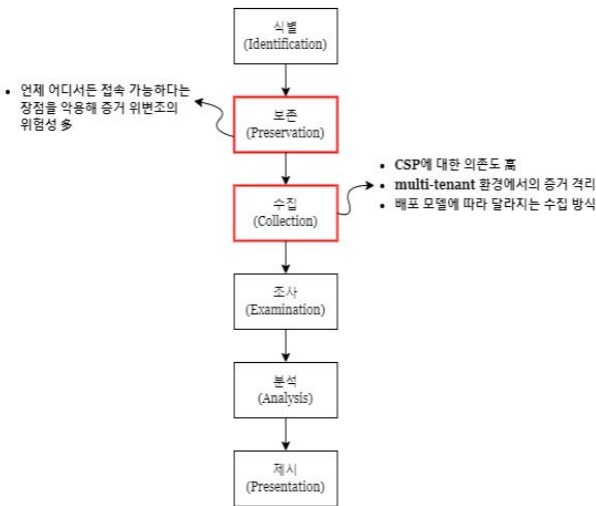 식별
(Identification)
• 언제 어디서든 접속 가능하다는
장점을 악용해 증거 위변조의
위험성 多
보존
(Preservation)
• CSP에 대한 의존도 高
• multi-tenant 환경에서의 증거 격리
• 배포 모델에 따라 달라지는 수집 방식
수집
(Collection)
조사
(Examination)
분석
(Analysis)
제시
(Presentation)